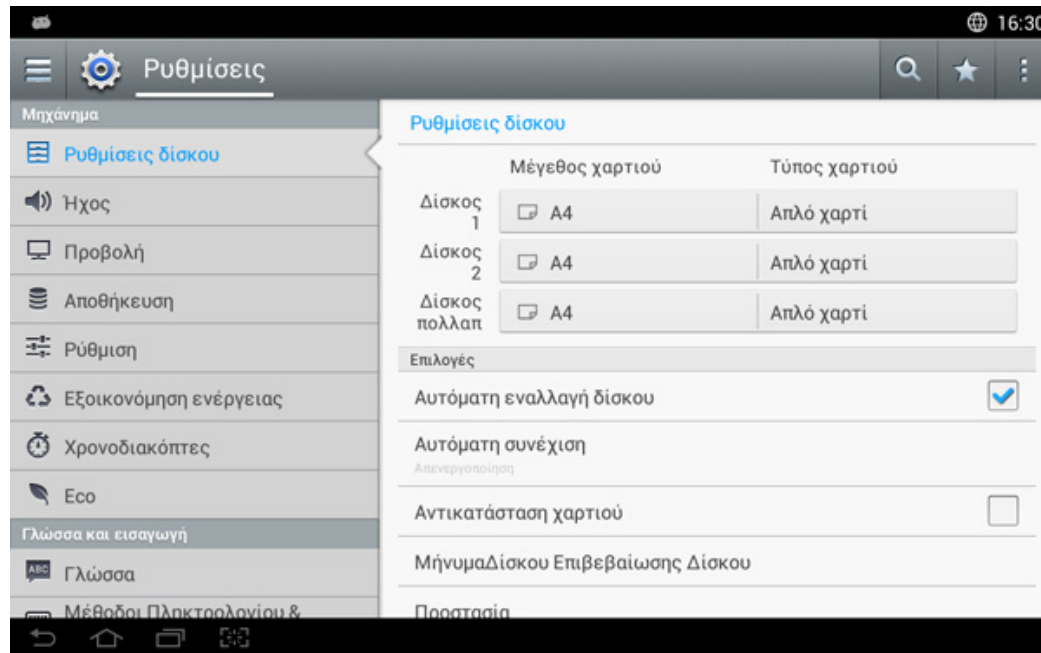 16:30
Ρυθμίσεις
Μηχάνημα
Ρυθμίσεις δίσκου
Ήχος
Προβολή
Αποθήκευση
Ρύθμιση
Εξοικονόμηση ενέργειας
Χρονοδιακόπτες
Eco
Γλώσσα και εισαγωγή
ABC
Γλώσσα
Μέθοδοι Πληκτρολογίου &
Ρυθμίσεις δίσκου
Μέγεθος χαρτιού Τύπος χαρτιού
Δίσκος
1
A4 Απλό χαρτί
Δίσκος
2
A4 Απλό χαρτί
Δίσκος
πολλαπ
A4 Απλό χαρτί
Επιλογές
Αυτόματη εναλλαγή δίσκου
Αυτόματη συνέχιση
Απενεργοποίηση
Αντικατάσταση χαρτιού
ΜήνυμαΔίσκου Επιβεβαίωσης Δίσκου
Προστασία